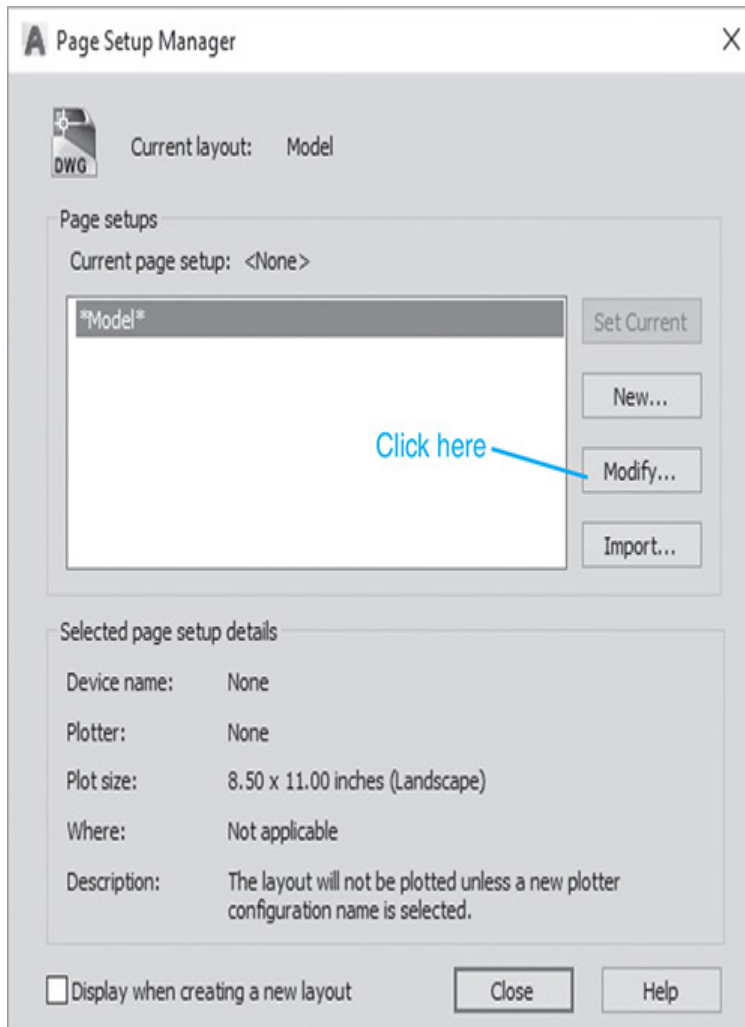 Page Setup Manager
X
DWG
Current layout: Model
Page setups
Current page setup: <None>
*Model*
Set Current
New...
Click here
Modify...
Import...
Selected page setup details
Device name: None
Plotter: None
Plot size: 8.50 x 11.00 inches (Landscape)
Where: Not applicable
Description: The layout will not be plotted unless a new plotter
configuration name is selected.
Display when creating a new layout
Close
Help